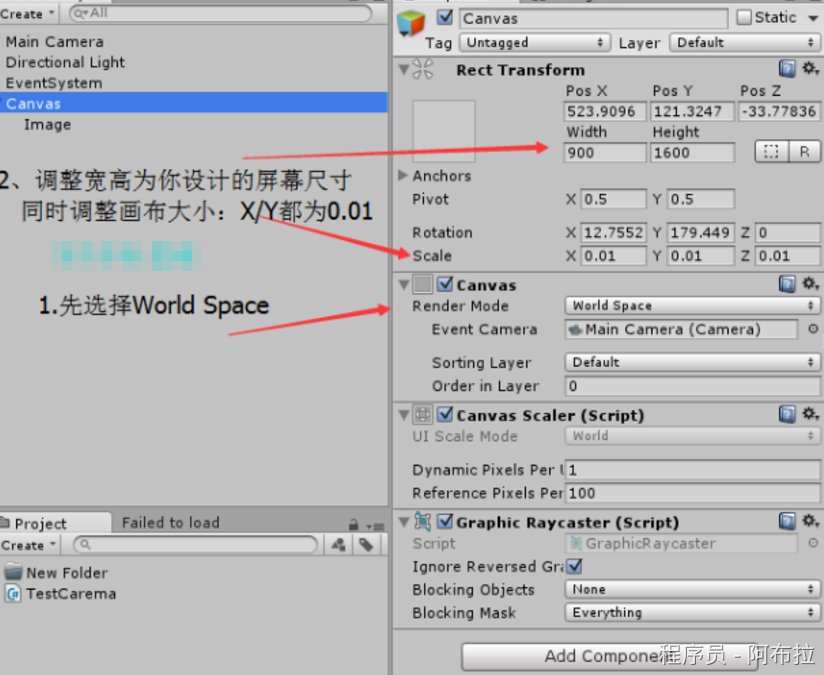 Create
All
Main Camera
Directional Light
EventSystem
Canvas
Image
2、调整宽高为你设计的屏幕尺寸
同时调整画布大小：X/Y都为0.01
1.先选择World Space
Project
Failed to load
Create
New Folder
TestCarema
Canvas
Static
Tag Untagged Layer Default
Rect Transform
Pos X Pos Y Pos Z
523.9096 121.3247 -33.77836
Width Height
900 1600
R
Anchors
Pivot X 0.5 Y 0.5
Rotation X 12.7552 Y 179.449 Z 0
Scale X 0.01 Y 0.01 Z 0.01
Canvas
Render Mode World Space
Event Camera Main Camera (Camera)
Sorting Layer Default
Order in Layer 0
Canvas Scaler (Script)
UI Scale Mode World
Dynamic Pixels Per U 1
Reference Pixels Per 100
Graphic Raycaster (Script)
Script GraphicRaycaster
Ignore Reversed Gra
Blocking Objects None
Blocking Mask Everything
Add Component
程序员 - 阿布拉